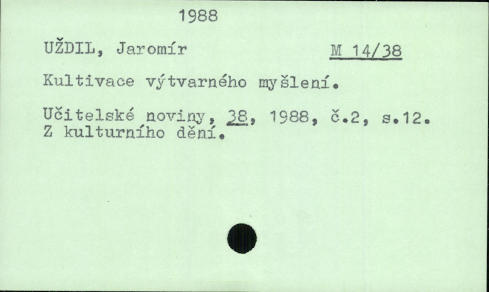 1988
UŽDIL, Jaromír M 14/38
Kultivace výtvarného myšlení.
Učitelské noviny, 38, 1988, č.2, s.12.
Z kulturního dění.